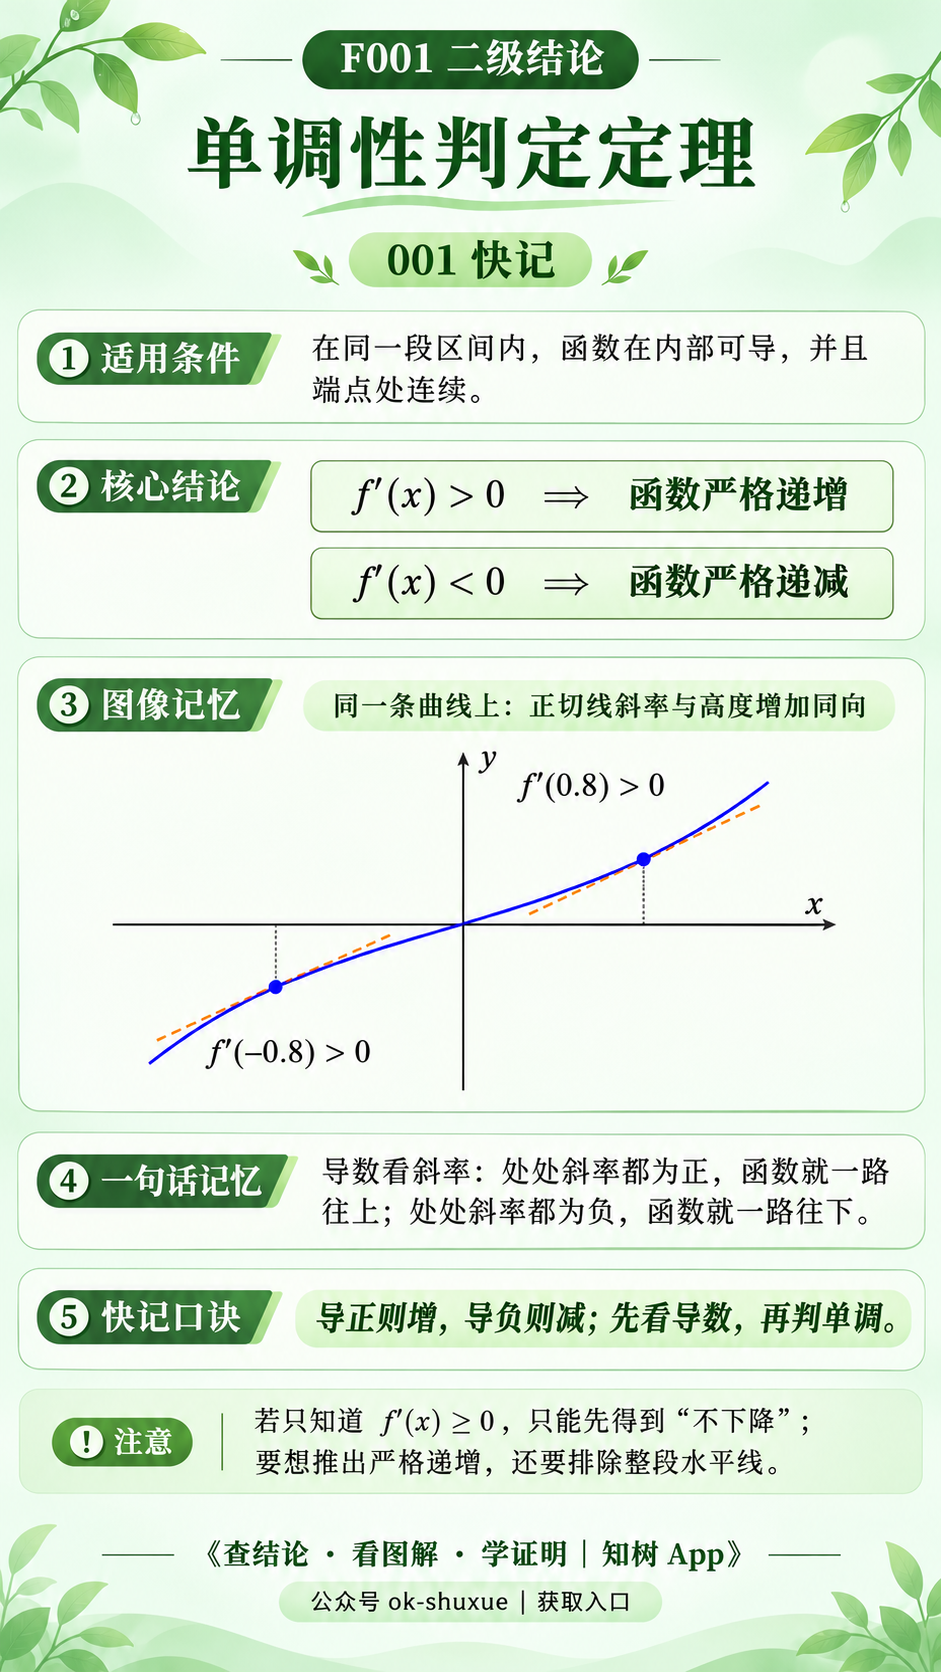 F001 二级结论
单调性判定定理
001 快记
1 适用条件
在同一段区间内，函数在内部可导，并且
端点处连续。
2 核心结论
f′(x) > 0 ⟹ 函数严格递增
f′(x) < 0 ⟹ 函数严格递减
3 图像记忆
同一条曲线上：正切线斜率与高度增加同向
y
f′(0.8) > 0
x
f′(−0.8) > 0
4 一句话记忆
导数看斜率：处处斜率都为正，函数就一路
往上；处处斜率都为负，函数就一路往下。
5 快记口诀
导正则增，导负则减；先看导数，再判单调。
! 注意
若只知道 f′(x) ≥ 0，只能先得到“不下降”；
要想推出严格递增，还要排除整段水平线。
《查结论 · 看图解 · 学证明｜知树 App》
公众号 ok-shuxue｜获取入口